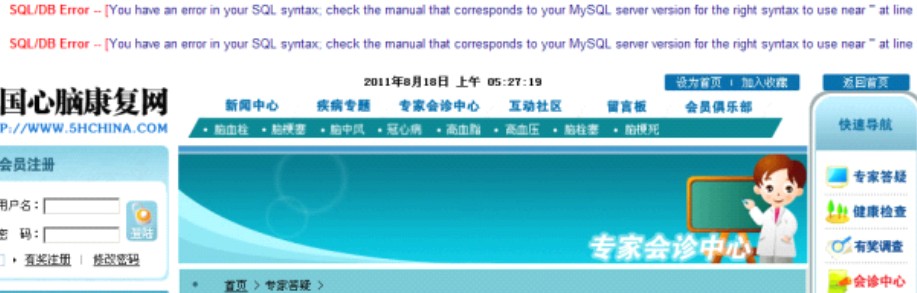 SQL/DB Error -- [You have an error in your SQL syntax; check the manual that corresponds to your MySQL server version for the right syntax to use near '' at line
SQL/DB Error -- [You have an error in your SQL syntax; check the manual that corresponds to your MySQL server version for the right syntax to use near '' at line
2011年8月18日 上午 05:27:19
设为首页 | 加入收藏
返回首页
国心脑康复网
P://WWW.5HCHINA.COM
新闻中心 疾病专题 专家会诊中心 互动社区 留言板 会员俱乐部
·脑血栓 ·脑梗塞 ·脑中风 ·冠心病 ·高血脂 ·高血压 ·脑栓塞 ·脑梗死
快速导航
会员注册
用户名:
密 码:
登陆
有奖注册 | 修改密码
专家会诊中心
首页 > 专家答疑 >
专家答疑
健康检查
有奖调查
会诊中心